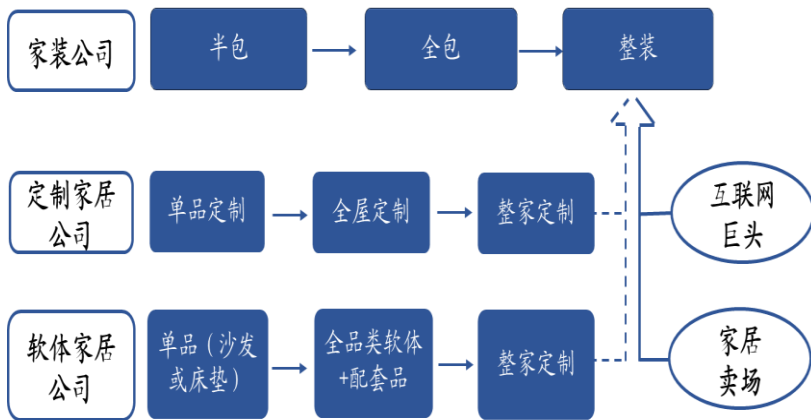 家装公司
半包
全包
整装
定制家居
公司
单品定制
全屋定制
整家定制
互联网
巨头
软体家居
公司
单品（沙发
或床垫）
全品类软体
+配套品
整家定制
家居
卖场